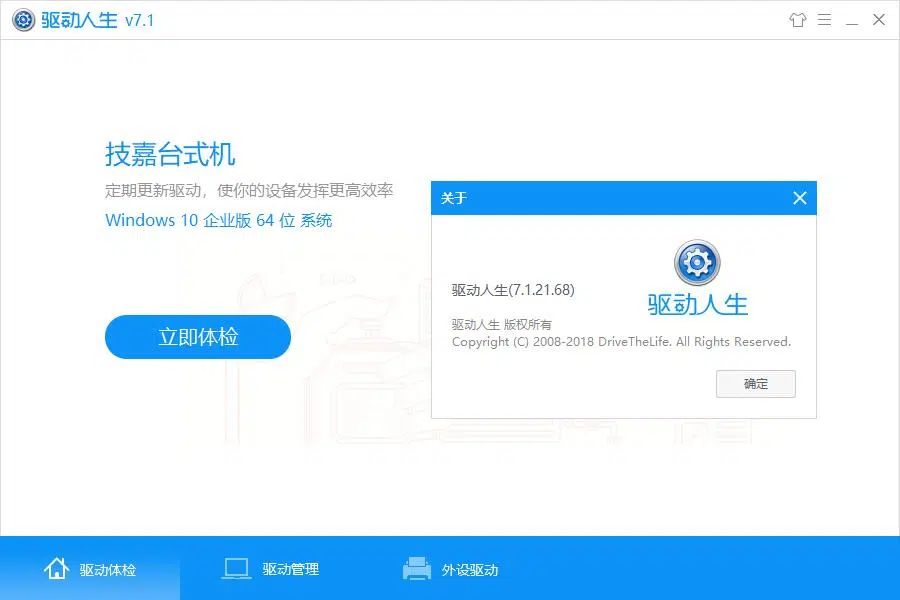 驱动人生 v7.1
技嘉台式机
定期更新驱动，使你的设备发挥更高效率
Windows 10 企业版 64 位 系统
立即体检
关于
驱动人生(7.1.21.68)
驱动人生
驱动人生 版权所有
Copyright (C) 2008-2018 DriveTheLife. All Rights Reserved.
确定
驱动体检
驱动管理
外设驱动